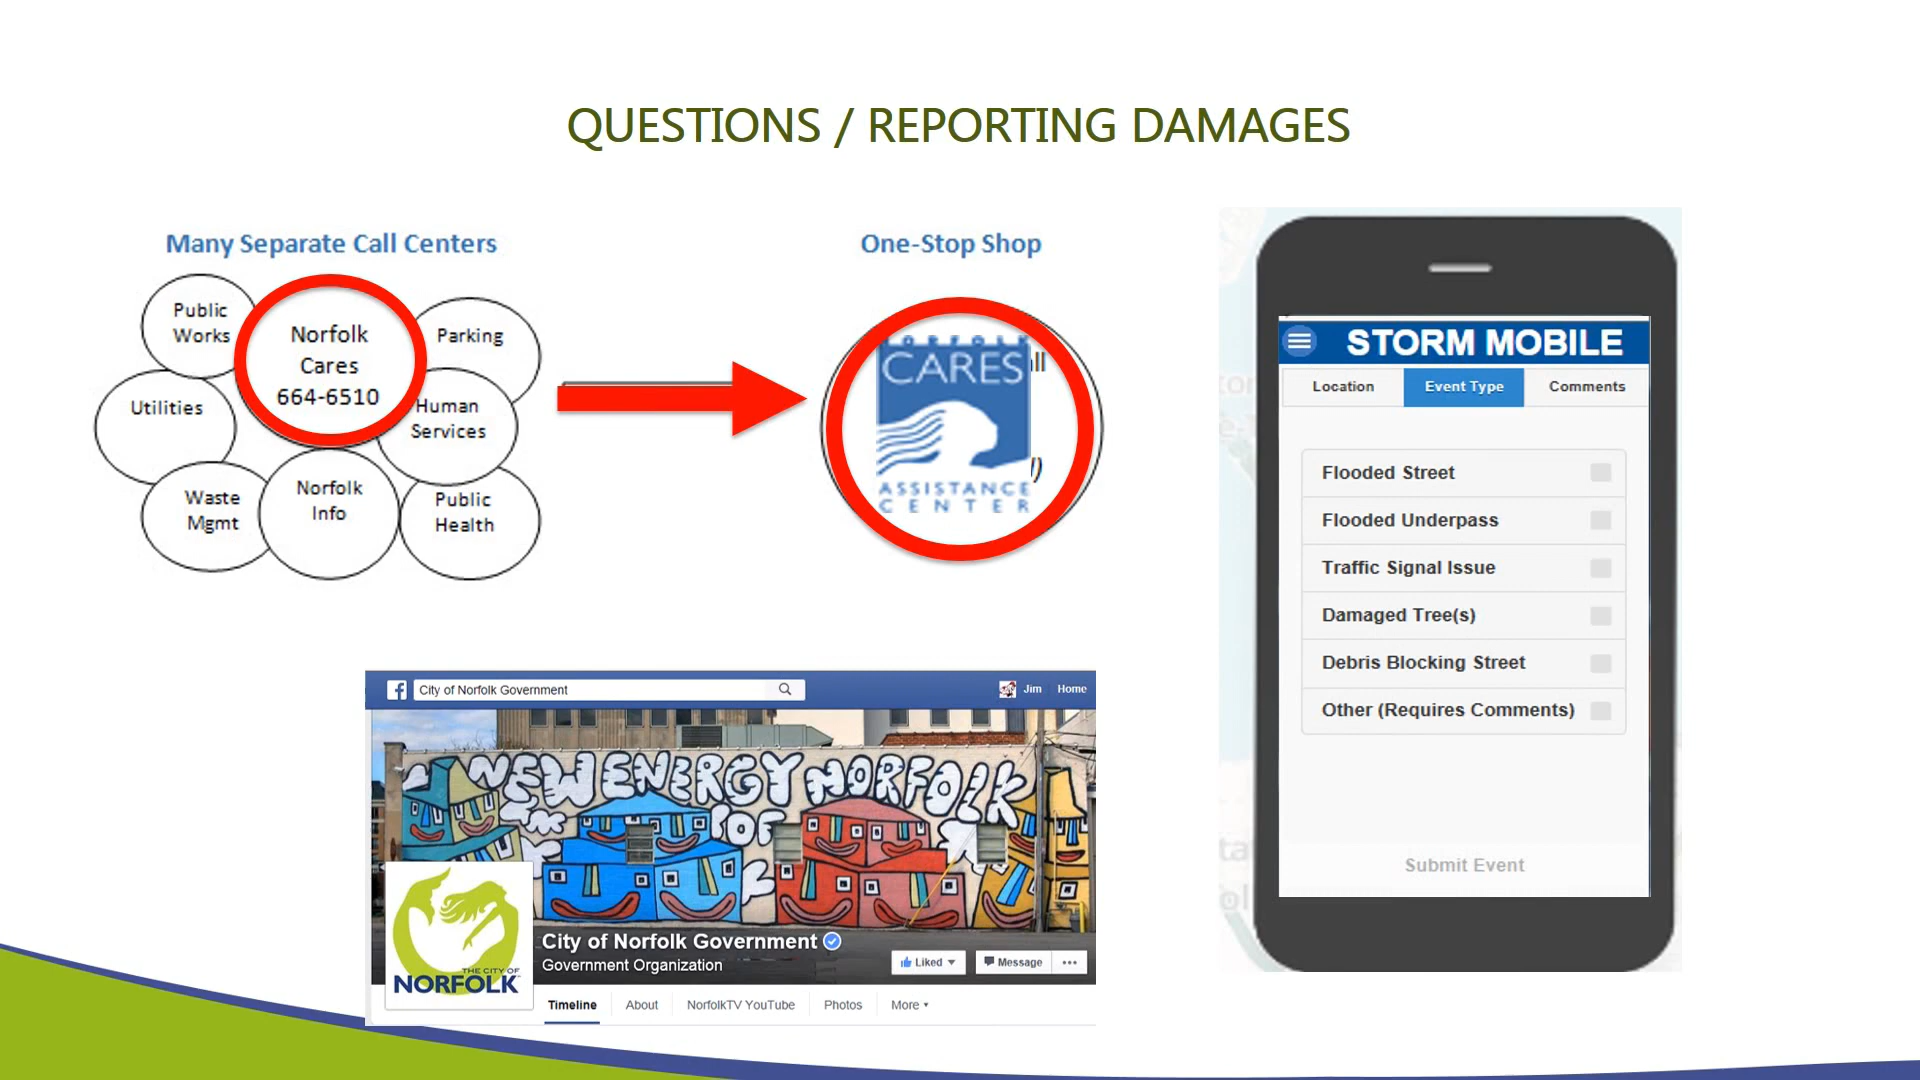 QUESTIONS / REPORTING DAMAGES
Many Separate Call Centers
Public
Works
Norfolk
Cares
664-6510
Parking
Utilities
Human
Services
Waste
Mgmt
Norfolk
Info
Public
Health
One-Stop Shop
NORFOLK
CARES
ASSISTANCE
CENTER
City of Norfolk Government
Jim Home
NEW ENERGY NORFOLK
THE CITY OF
NORFOLK
City of Norfolk Government
Government Organization
Liked
Message
Timeline About NorfolkTV YouTube Photos More
STORM MOBILE
Location Event Type Comments
Flooded Street
Flooded Underpass
Traffic Signal Issue
Damaged Tree(s)
Debris Blocking Street
Other (Requires Comments)
Submit Event